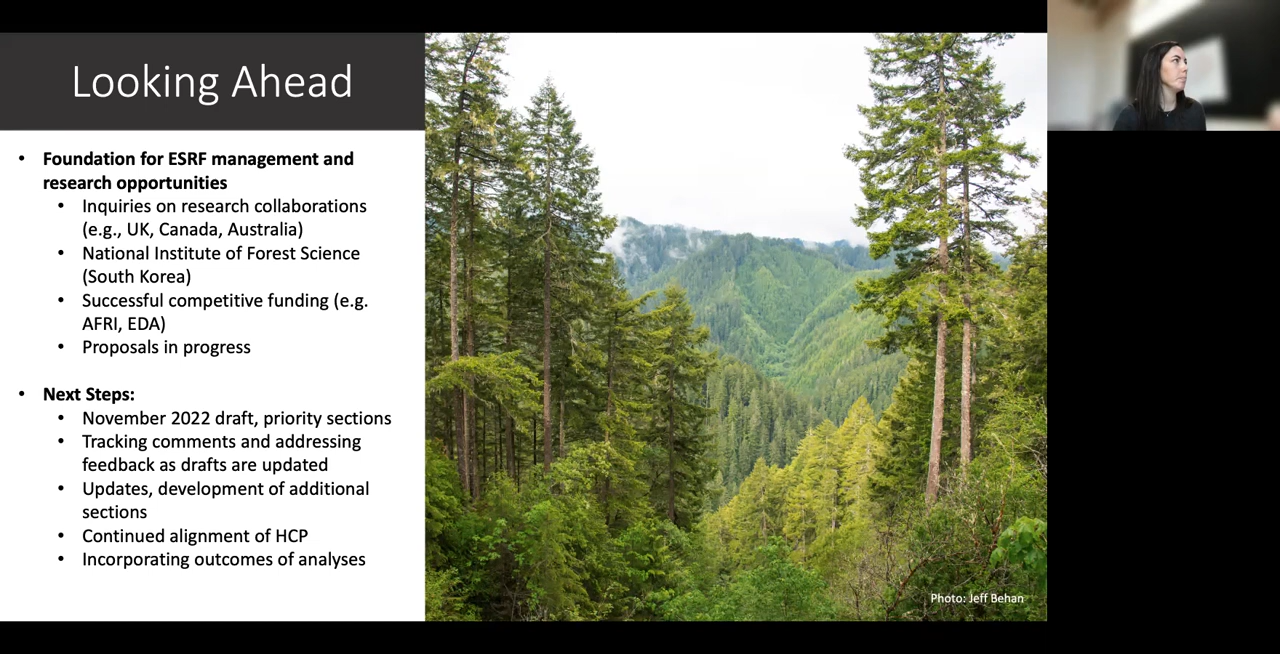 Looking Ahead
• Foundation for ESRF management and
research opportunities
• Inquiries on research collaborations
(e.g., UK, Canada, Australia)
• National Institute of Forest Science
(South Korea)
• Successful competitive funding (e.g.
AFRI, EDA)
• Proposals in progress
• Next Steps:
• November 2022 draft, priority sections
• Tracking comments and addressing
feedback as drafts are updated
• Updates, development of additional
sections
• Continued alignment of HCP
• Incorporating outcomes of analyses
Photo: Jeff Behan